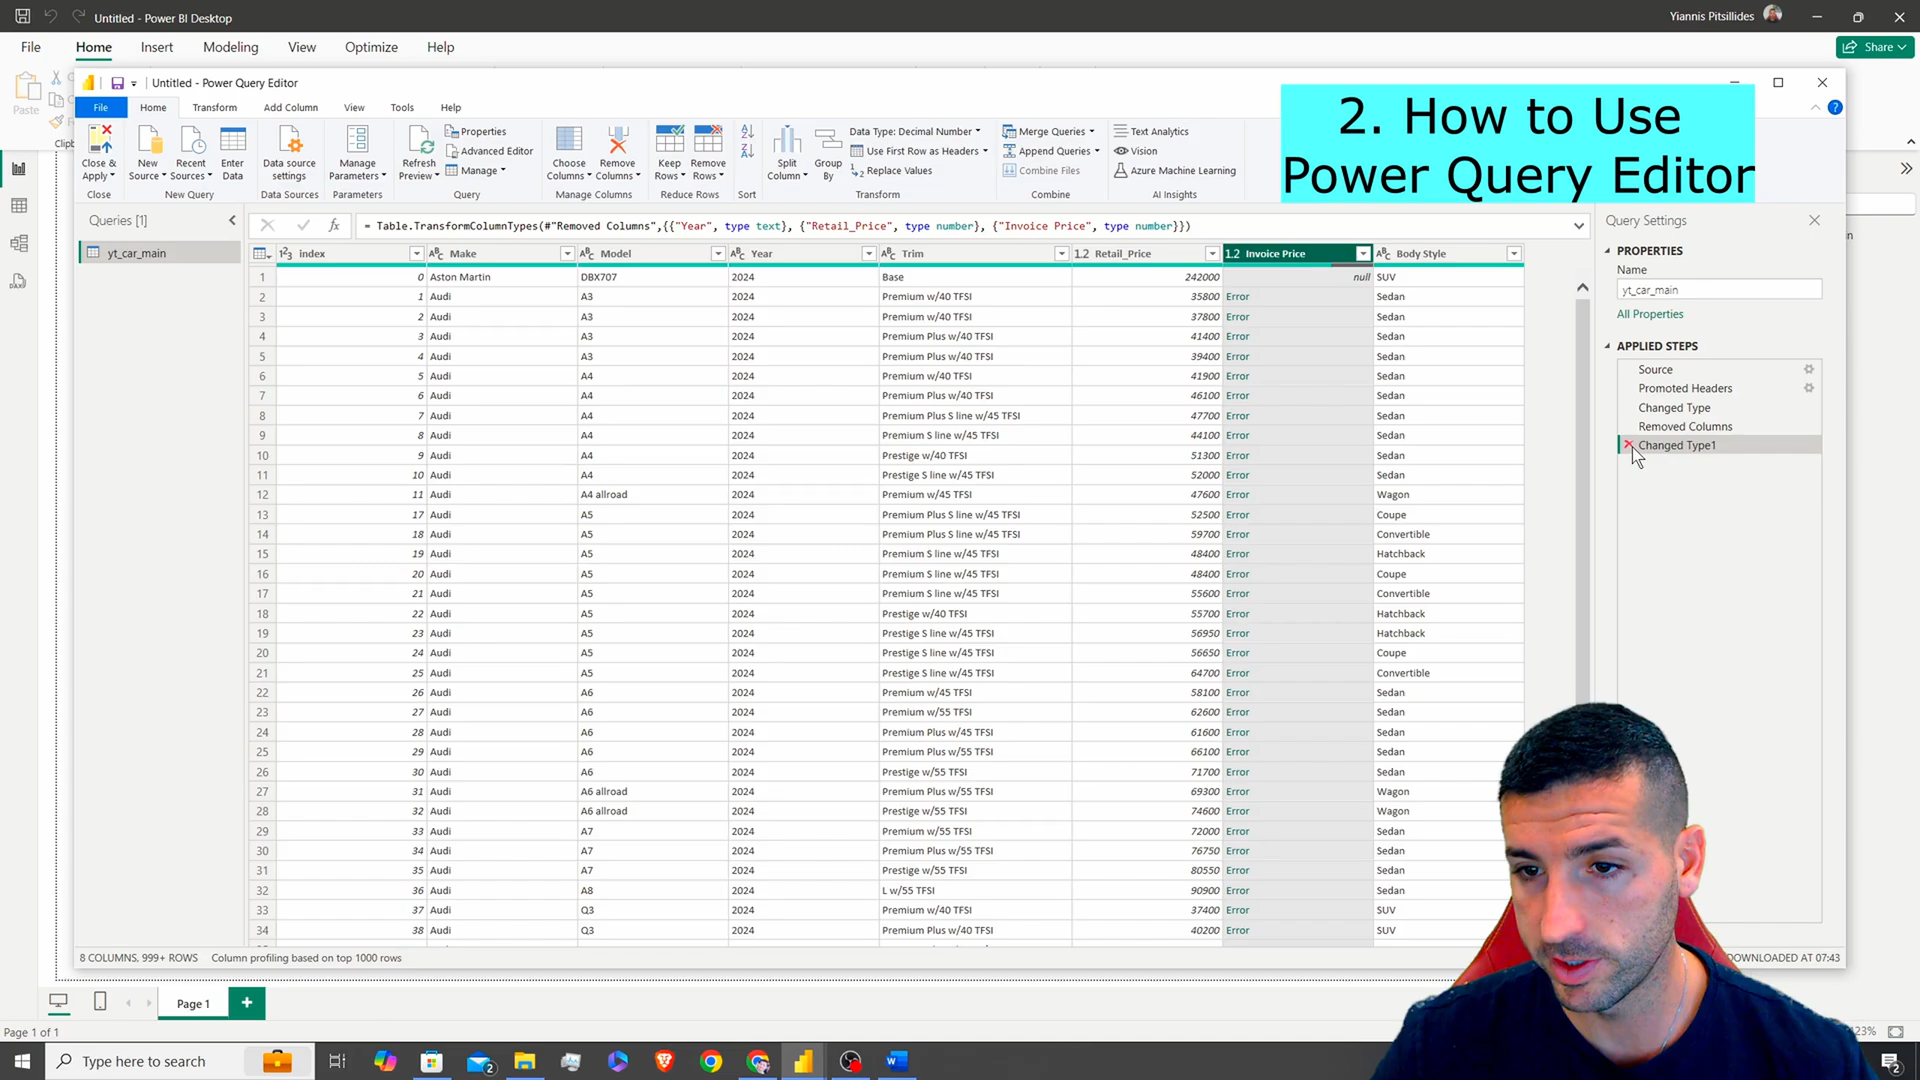 Untitled - Power BI Desktop
Yiannis Pitsillides
File Home Insert Modeling View Optimize Help
Share
Paste
Untitled - Power Query Editor
2. How to Use
Power Query Editor
File Home Transform Add Column View Tools Help
Close & Apply
New Source
Recent Sources
Enter Data
Data source settings
Manage Parameters
Refresh Preview
Properties
Advanced Editor
Manage
Choose Columns
Remove Columns
Keep Rows
Remove Rows
Split Column
Group By
Data Type: Decimal Number
Use First Row as Headers
Replace Values
Merge Queries
Append Queries
Combine Files
Text Analytics
Vision
Azure Machine Learning
Close New Query Data Sources Parameters Query Manage Columns Reduce Rows Sort Transform Combine AI Insights
Queries [1]
yt_car_main
= Table.TransformColumnTypes(#"Removed Columns",{{"Year", type text}, {"Retail_Price", type number}, {"Invoice Price", type number}})
index Make Model Year Trim 1.2 Retail_Price 1.2 Invoice Price Body Style
1 0 Aston Martin DBX707 2024 Base 242000 null SUV
2 1 Audi A3 2024 Premium w/40 TFSI 35800 Error Sedan
3 2 Audi A3 2024 Premium w/40 TFSI 37800 Error Sedan
4 3 Audi A3 2024 Premium Plus w/40 TFSI 41400 Error Sedan
5 4 Audi A3 2024 Premium Plus w/40 TFSI 39400 Error Sedan
6 5 Audi A4 2024 Premium w/40 TFSI 41900 Error Sedan
7 6 Audi A4 2024 Premium Plus w/40 TFSI 46100 Error Sedan
8 7 Audi A4 2024 Premium Plus S line w/45 TFSI 47700 Error Sedan
9 8 Audi A4 2024 Premium S line w/45 TFSI 44100 Error Sedan
10 9 Audi A4 2024 Prestige w/40 TFSI 51300 Error Sedan
11 10 Audi A4 2024 Prestige S line w/45 TFSI 52000 Error Sedan
12 11 Audi A4 allroad 2024 Premium w/45 TFSI 47600 Error Wagon
13 17 Audi A5 2024 Premium Plus S line w/45 TFSI 52500 Error Coupe
14 18 Audi A5 2024 Premium Plus S line w/45 TFSI 59700 Error Convertible
15 19 Audi A5 2024 Premium S line w/45 TFSI 48400 Error Hatchback
16 20 Audi A5 2024 Premium S line w/45 TFSI 48400 Error Coupe
17 21 Audi A5 2024 Premium S line w/45 TFSI 55600 Error Convertible
18 22 Audi A5 2024 Prestige w/40 TFSI 55700 Error Hatchback
19 23 Audi A5 2024 Prestige S line w/45 TFSI 56950 Error Hatchback
20 24 Audi A5 2024 Prestige S line w/45 TFSI 56650 Error Coupe
21 25 Audi A5 2024 Prestige S line w/45 TFSI 64700 Error Convertible
22 26 Audi A6 2024 Premium w/45 TFSI 58100 Error Sedan
23 27 Audi A6 2024 Premium w/55 TFSI 62600 Error Sedan
24 28 Audi A6 2024 Premium Plus w/45 TFSI 61600 Error Sedan
25 29 Audi A6 2024 Premium Plus w/55 TFSI 66100 Error Sedan
26 30 Audi A6 2024 Prestige w/55 TFSI 71700 Error Sedan
27 31 Audi A6 allroad 2024 Premium Plus w/55 TFSI 69300 Error Wagon
28 32 Audi A6 allroad 2024 Prestige w/55 TFSI 74600 Error Wagon
29 33 Audi A7 2024 Premium w/55 TFSI 72000 Error Sedan
30 34 Audi A7 2024 Premium Plus w/55 TFSI 76750 Error Sedan
31 35 Audi A7 2024 Prestige w/55 TFSI 80550 Error Sedan
32 36 Audi A8 2024 L w/55 TFSI 90900 Error Sedan
33 37 Audi Q3 2024 Premium w/40 TFSI 37400 Error SUV
34 38 Audi Q3 2024 Premium Plus w/40 TFSI 40200 Error SUV
Query Settings
PROPERTIES
Name
yt_car_main
All Properties
APPLIED STEPS
Source
Promoted Headers
Changed Type
Removed Columns
Changed Type1
8 COLUMNS, 999+ ROWS Column profiling based on top 1000 rows
DOWNLOADED AT 07:43
Page 1
Page 1 of 1
Type here to search